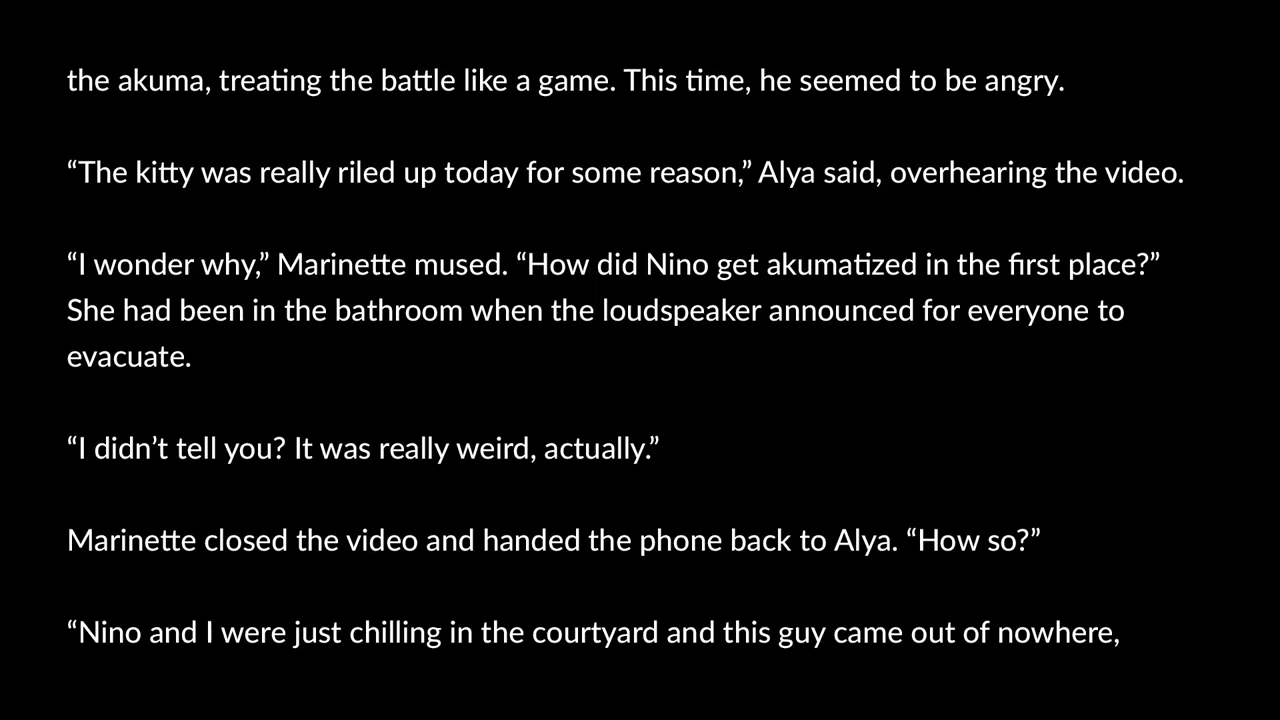 the akuma, treating the battle like a game. This time, he seemed to be angry.
“The kitty was really riled up today for some reason,” Alya said, overhearing the video.
“I wonder why,” Marinette mused. “How did Nino get akumatized in the first place?”
She had been in the bathroom when the loudspeaker announced for everyone to
evacuate.
“I didn’t tell you? It was really weird, actually.”
Marinette closed the video and handed the phone back to Alya. “How so?”
“Nino and I were just chilling in the courtyard and this guy came out of nowhere,